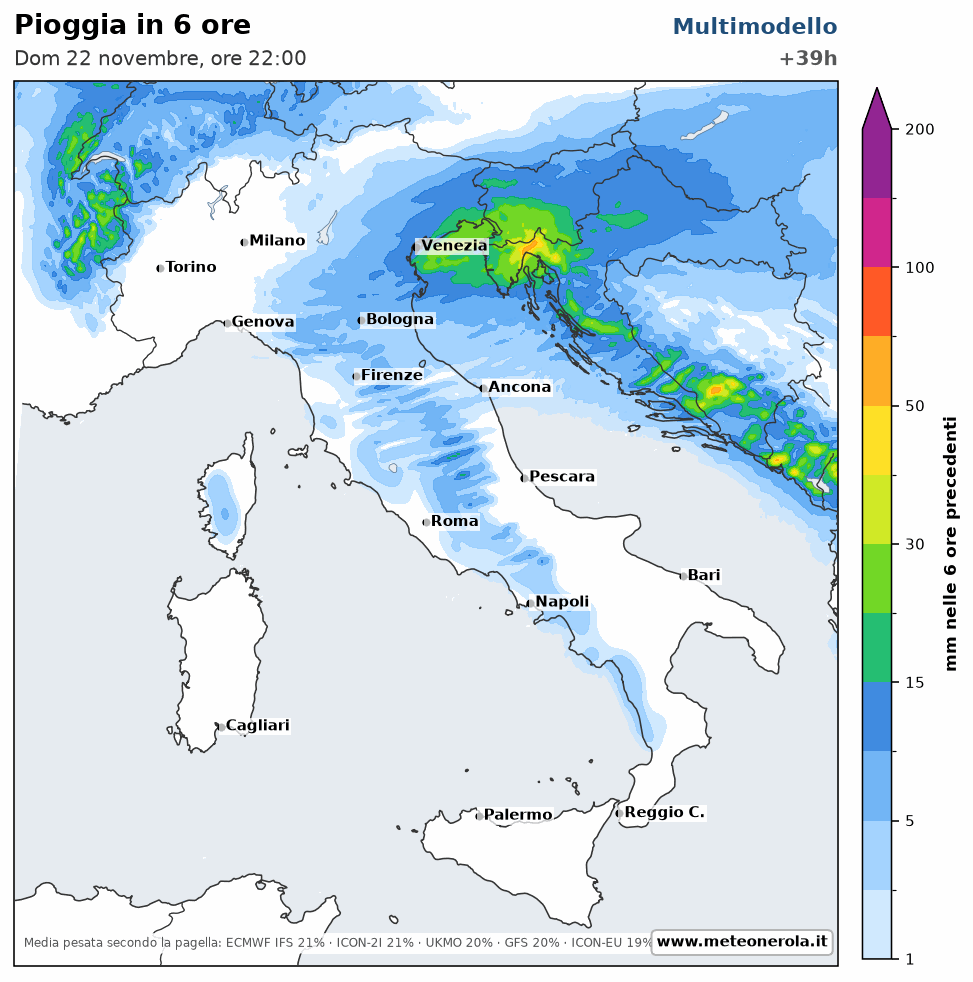 Pioggia in 6 ore
Multimodello
Dom 22 novembre, ore 22:00
+39h
200
100
50
30
15
5
1
mm nelle 6 ore precedenti
Milano
Venezia
Torino
Genova
Bologna
Firenze
Ancona
Pescara
Roma
Bari
Napoli
Cagliari
Palermo
Reggio C.
Media pesata secondo la pagella: ECMWF IFS 21% · ICON-2I 21% · UKMO 20% · GFS 20% · ICON-EU 19%
www.meteonerola.it